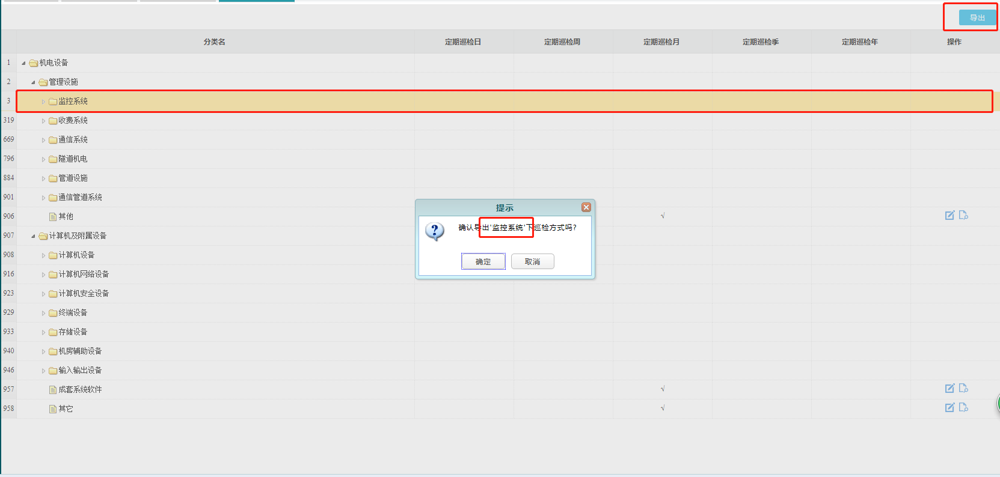 导出
分类名 定期巡检日 定期巡检周 定期巡检月 定期巡检季 定期巡检年 操作
1 机电设备
2 管理设施
3 监控系统
319 收费系统
669 通信系统
796 隧道机电
884 管道设施
901 通信管道系统
906 其他 √
907 计算机及附属设备
908 计算机设备
916 计算机网络设备
923 计算机安全设备
929 终端设备
933 存储设备
940 机房辅助设备
946 输入输出设备
957 成套系统软件 √
958 其它 √
提示
确认导出'监控系统'下巡检方式吗?
确定 取消